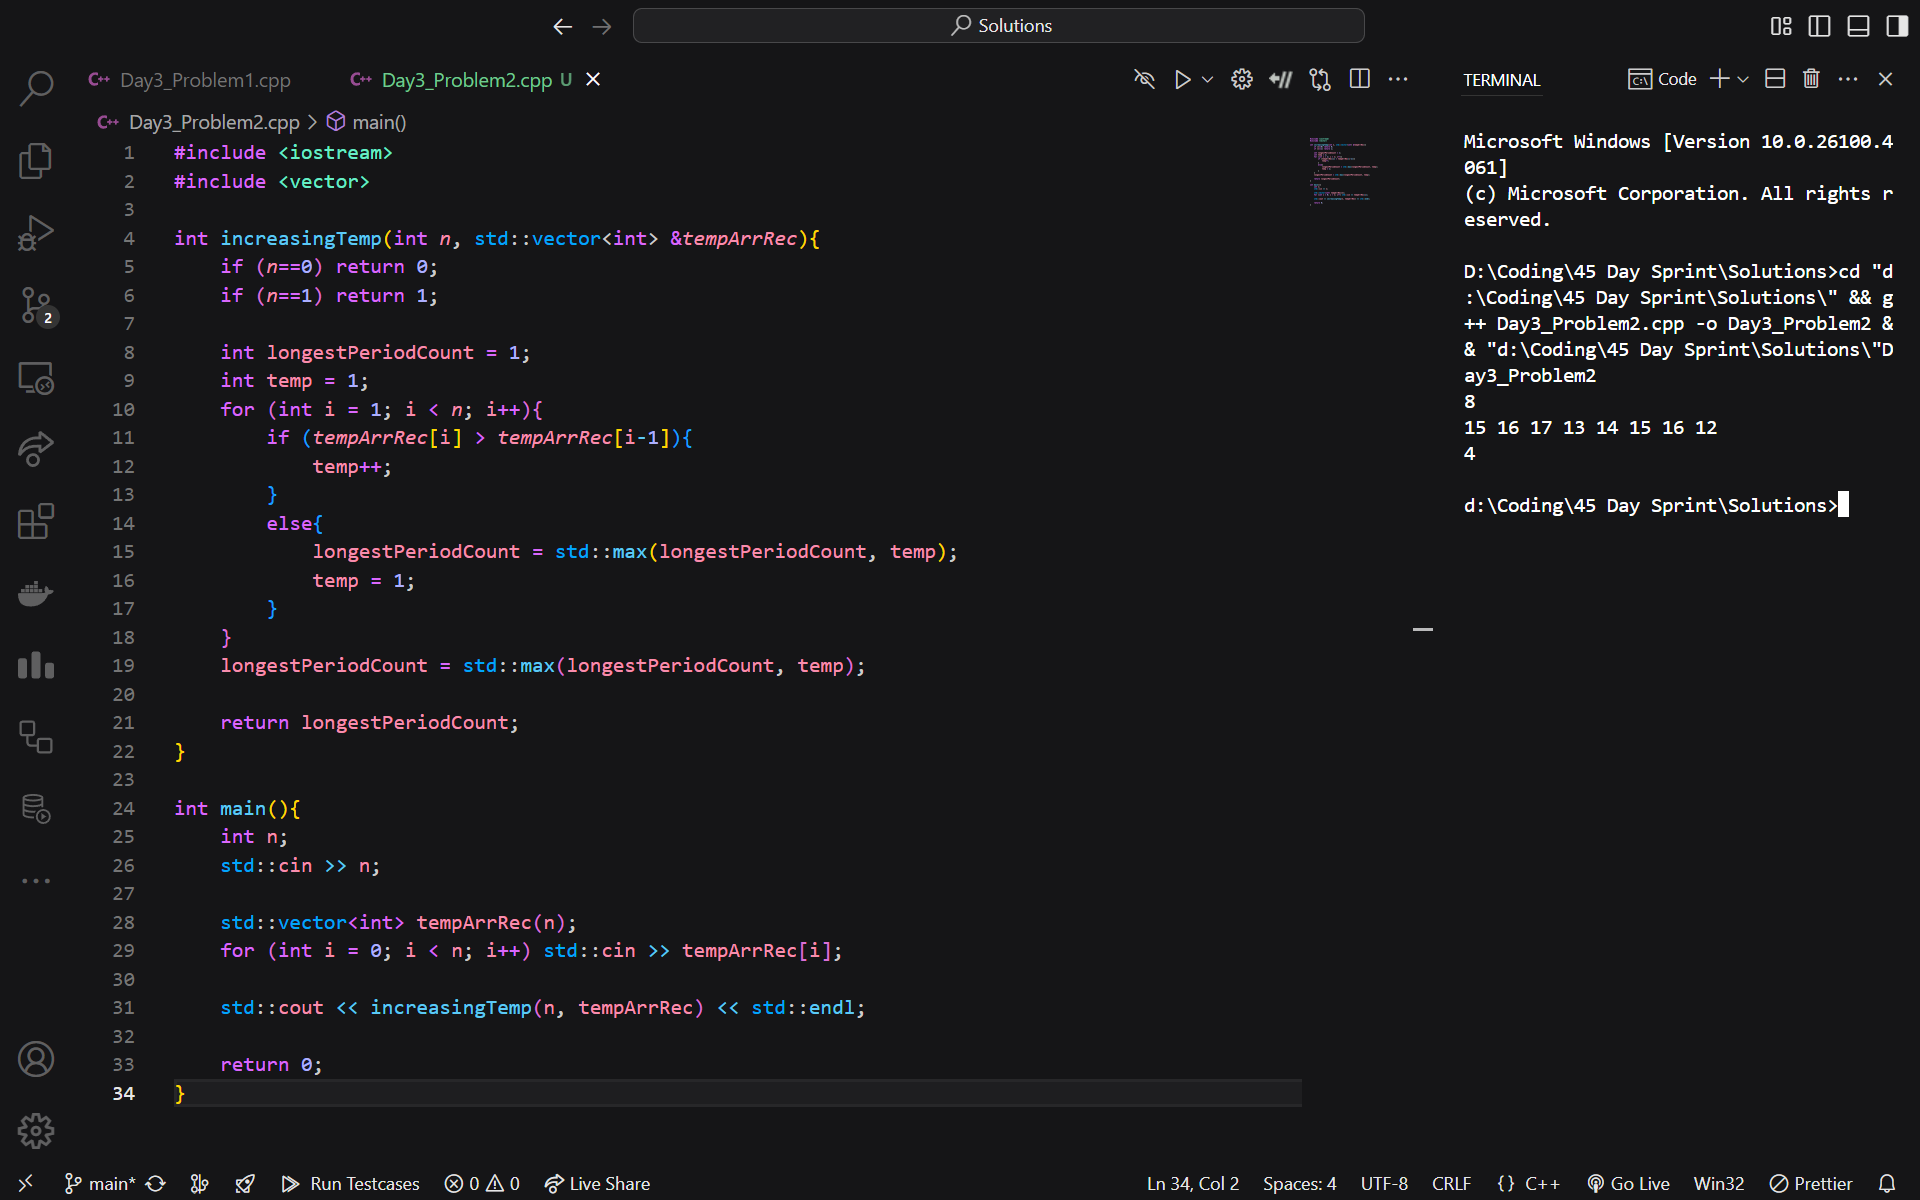 Solutions
Day3_Problem1.cpp
Day3_Problem2.cpp U
Day3_Problem2.cpp > main()
1 #include <iostream>
2 #include <vector>
3
4 int increasingTemp(int n, std::vector<int> &tempArrRec){
5 if (n==0) return 0;
6 if (n==1) return 1;
7
8 int longestPeriodCount = 1;
9 int temp = 1;
10 for (int i = 1; i < n; i++){
11 if (tempArrRec[i] > tempArrRec[i-1]){
12 temp++;
13 }
14 else{
15 longestPeriodCount = std::max(longestPeriodCount, temp);
16 temp = 1;
17 }
18 }
19 longestPeriodCount = std::max(longestPeriodCount, temp);
20
21 return longestPeriodCount;
22 }
23
24 int main(){
25 int n;
26 std::cin >> n;
27
28 std::vector<int> tempArrRec(n);
29 for (int i = 0; i < n; i++) std::cin >> tempArrRec[i];
30
31 std::cout << increasingTemp(n, tempArrRec) << std::endl;
32
33 return 0;
34 }
2
TERMINAL
Code
Microsoft Windows [Version 10.0.26100.4
061]
(c) Microsoft Corporation. All rights r
eserved.
D:\Coding\45 Day Sprint\Solutions>cd "d
:\Coding\45 Day Sprint\Solutions\" && g
++ Day3_Problem2.cpp -o Day3_Problem2 &
& "d:\Coding\45 Day Sprint\Solutions\"D
ay3_Problem2
8
15 16 17 13 14 15 16 12
4
d:\Coding\45 Day Sprint\Solutions>
main* Run Testcases 0 0 Live Share Ln 34, Col 2 Spaces: 4 UTF-8 CRLF {} C++ Go Live Win32 Prettier